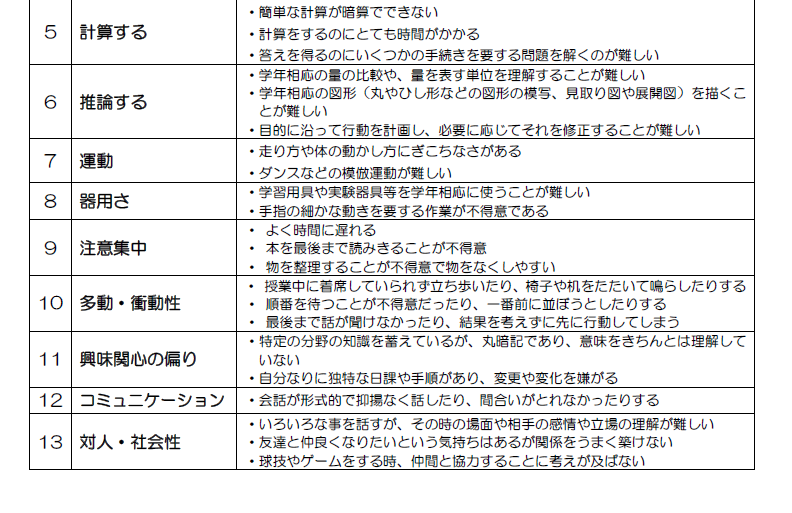 ・簡単な計算が暗算でできない
5 計算する ・計算をするのにとても時間がかかる
・答えを得るのにいくつかの手続きを要する問題を解くのが難しい
・学年相応の量の比較や、量を表す単位を理解することが難しい
6 推論する ・学年相応の図形（丸やひし形などの図形の模写、見取り図や展開図）を描くこ
とが難しい
・目的に沿って行動を計画し、必要に応じてそれを修正することが難しい
7 運動 ・走り方や体の動かし方にぎこちなさがある
・ダンスなどの模倣運動が難しい
8 器用さ ・学習用具や実験器具等を学年相応に使うことが難しい
・手指の細かな動きを要する作業が不得意である
・ よく時間に遅れる
9 注意集中 ・ 本を最後まで読みきることが不得意
・ 物を整理することが不得意で物をなくしやすい
・ 授業中に着席していられず立ち歩いたり、椅子や机をたたいて鳴らしたりする
10 多動・衝動性 ・ 順番を待つことが不得意だったり、一番前に並ぼうとしたりする
・ 最後まで話が聞けなかったり、結果を考えずに先に行動してしまう
・特定の分野の知識を蓄えているが、丸暗記であり、意味をきちんとは理解して
11 興味関心の偏り いない
・自分なりに独特な日課や手順があり、変更や変化を嫌がる
12 コミュニケーション ・会話が形式的で抑揚なく話したり、間合いがとれなかったりする
・いろいろな事を話すが、その時の場面や相手の感情や立場の理解が難しい
13 対人・社会性 ・友達と仲良くなりたいという気持ちはあるが関係をうまく築けない
・球技やゲームをする時、仲間と協力することに考えが及ばない